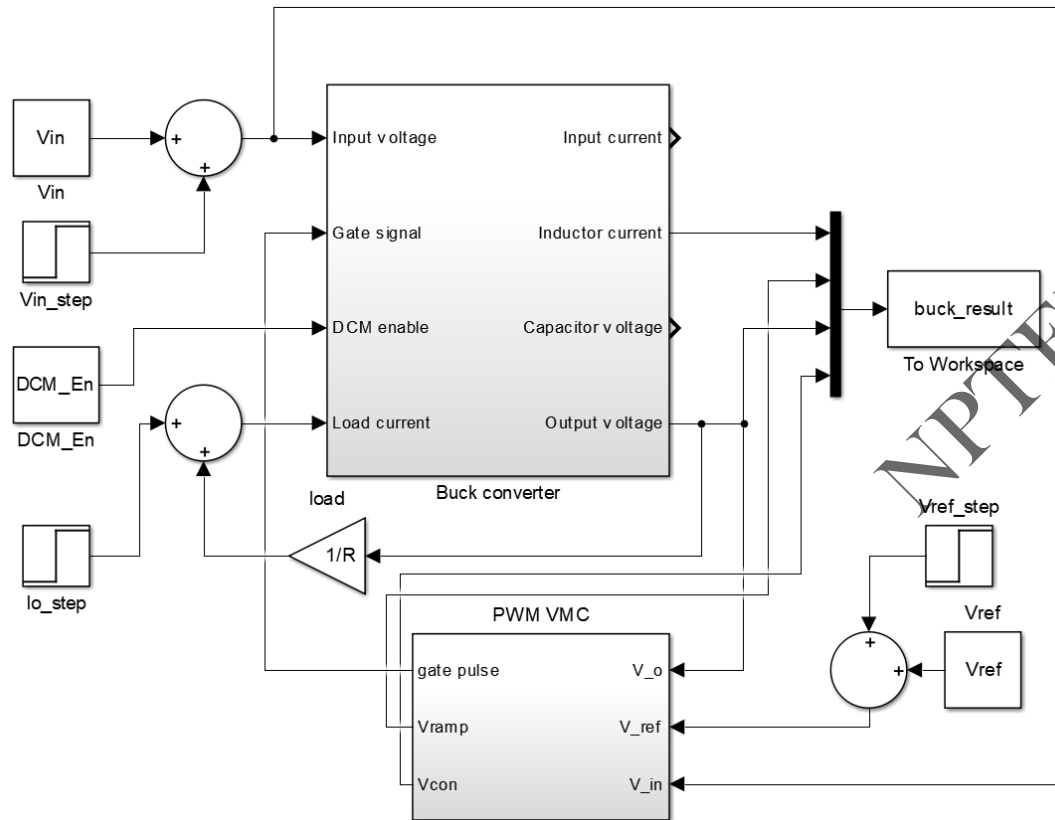 Vin
+
+
Vin
Vin_step
DCM_En
DCM_En
+
+
Io_step
Input voltage
Gate signal
DCM enable
Load current
Input current
Inductor current
Capacitor voltage
Output voltage
Buck converter
load
1/R
buck_result
To Workspace
NPTE
Vref_step
Vref
+
+
Vref
PWM VMC
gate pulse
Vramp
Vcon
V_o
V_ref
V_in